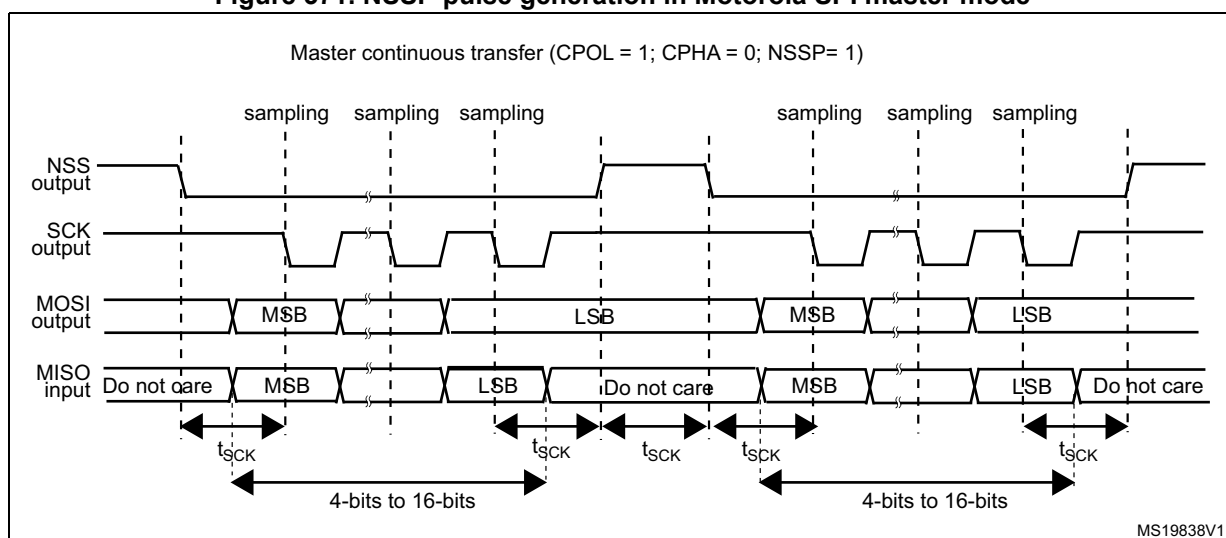 Figure 371. NSSP pulse generation in Motorola SPI master mode
Master continuous transfer (CPOL = 1; CPHA = 0; NSSP= 1)
sampling sampling sampling sampling sampling sampling
NSS
output
SCK
output
MOSI
output
MSB LSB MSB LSB
MISO
input
Do not care MSB LSB Do not care MSB LSB Do not care
tSCK tSCK tSCK tSCK tSCK
4-bits to 16-bits 4-bits to 16-bits
MS19838V1